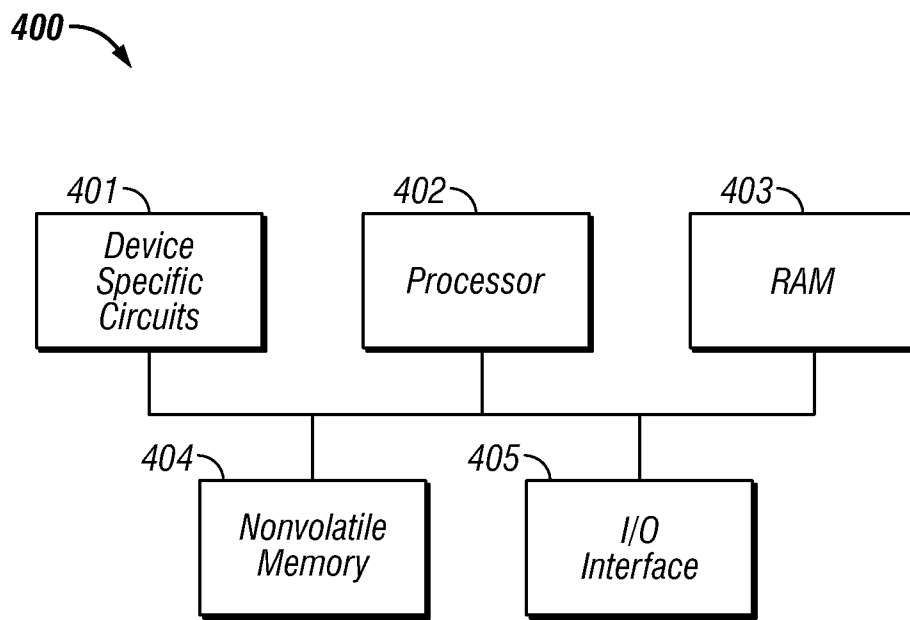 400
401
402
403
Device
Specific
Circuits
Processor
RAM
404
405
Nonvolatile
Memory
I/O
Interface